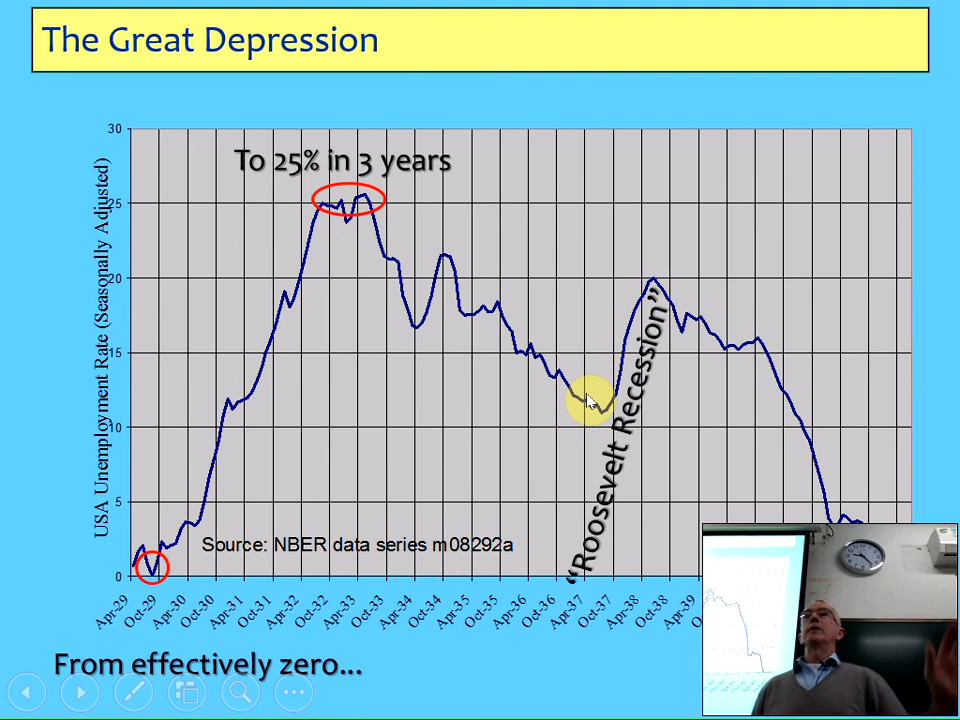 The Great Depression
USA Unemployment Rate (Seasonally Adjusted)
30
25
20
15
10
5
0
To 25% in 3 years
"Roosevelt Recession"
Source: NBER data series m08292a
Apr-29
Oct-29
Apr-30
Oct-30
Apr-31
Oct-31
Apr-32
Oct-32
Apr-33
Oct-33
Apr-34
Oct-34
Apr-35
Oct-35
Apr-36
Oct-36
Apr-37
Oct-37
Apr-38
Oct-38
Apr-39
From effectively zero...